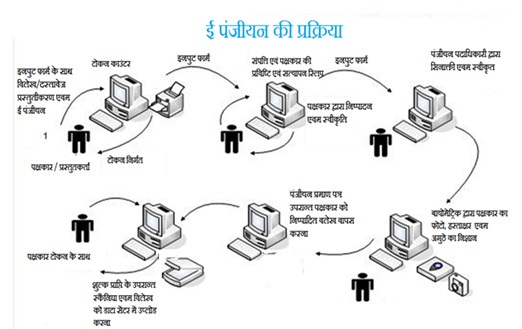 ई पंजीयन की प्रक्रिया
इनपुट फार्म के साथ
विलेख/दस्तावेज
प्रस्तुतीकरण एवम
ई पंजीयन
1
पक्षकार / प्रस्तुतकर्ता
टोकन काउंटर
टोकन निर्गत
इनपुट फार्म
संपत्ति एवं पक्षकार की
प्रविष्टि एवं सत्यापन स्लिप
पक्षकार द्वारा निष्पादन
एवम स्वीकृति
इनपुट फार्म
पंजीयन पदाधिकारी द्वारा
सिनाख्त एवम स्वीकृत
बायोमैट्रिक द्वारा पक्षकार का
फोटो, हस्ताक्षर एवम
अंगुठे का निशान
पंजीयन प्रमाण पत्र
उपरान्त पक्षकार को
निष्पादित विलेख वापस
करना
पक्षकार टोकन के साथ
शुल्क प्राप्ति के उपरान्त
स्कैनिंग एवम विलेख
को डाटा सेंटर में उप्लोड
करना